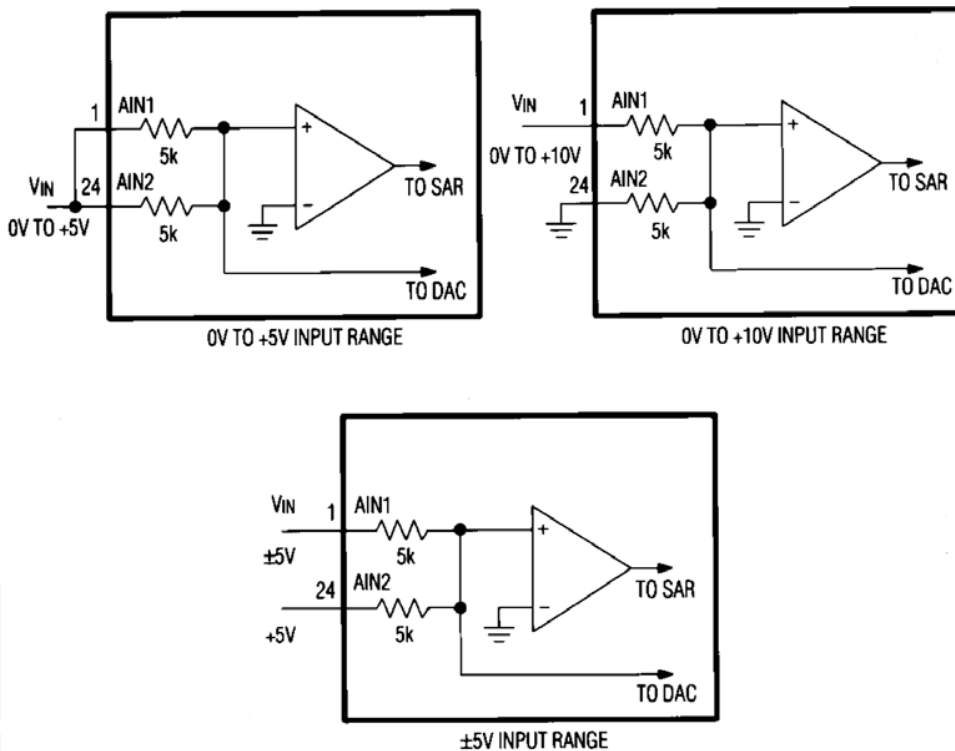 1
AIN1
5k
+
VIN
24
AIN2
0V TO +5V
5k
−
TO SAR
TO DAC
0V TO +5V INPUT RANGE
VIN
1
AIN1
5k
+
0V TO +10V
24
AIN2
5k
−
TO SAR
TO DAC
0V TO +10V INPUT RANGE
VIN
1
AIN1
±5V
5k
+
24
AIN2
+5V
5k
−
TO SAR
TO DAC
±5V INPUT RANGE